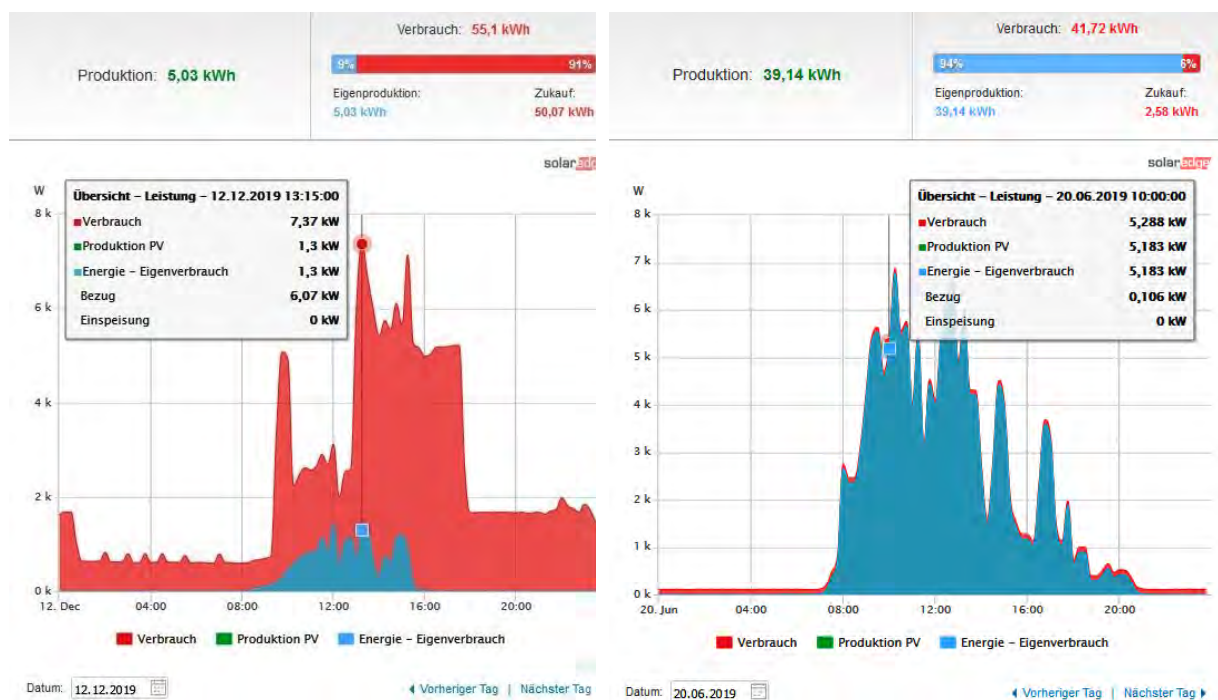 Verbrauch: 55,1 kWh
Produktion: 5,03 kWh
9% 91%
Eigenproduktion: Zukauf:
5,03 kWh 50,07 kWh
solaredge
W
Übersicht – Leistung – 12.12.2019 13:15:00
Verbrauch 7,37 kW
Produktion PV 1,3 kW
Energie – Eigenverbrauch 1,3 kW
Bezug 6,07 kW
Einspeisung 0 kW
8 k
6 k
4 k
2 k
0 k
12. Dec 04:00 08:00 12:00 16:00 20:00
Verbrauch Produktion PV Energie – Eigenverbrauch
Datum: 12.12.2019 Vorheriger Tag | Nächster Tag
Verbrauch: 41,72 kWh
Produktion: 39,14 kWh
94% 6%
Eigenproduktion: Zukauf:
39,14 kWh 2,58 kWh
solaredge
W
Übersicht – Leistung – 20.06.2019 10:00:00
Verbrauch 5,288 kW
Produktion PV 5,183 kW
Energie – Eigenverbrauch 5,183 kW
Bezug 0,106 kW
Einspeisung 0 kW
8 k
7 k
6 k
5 k
4 k
3 k
2 k
1 k
0 k
20. Jun 04:00 08:00 12:00 16:00 20:00
Verbrauch Produktion PV Energie – Eigenverbrauch
Datum: 20.06.2019 Vorheriger Tag | Nächster Tag